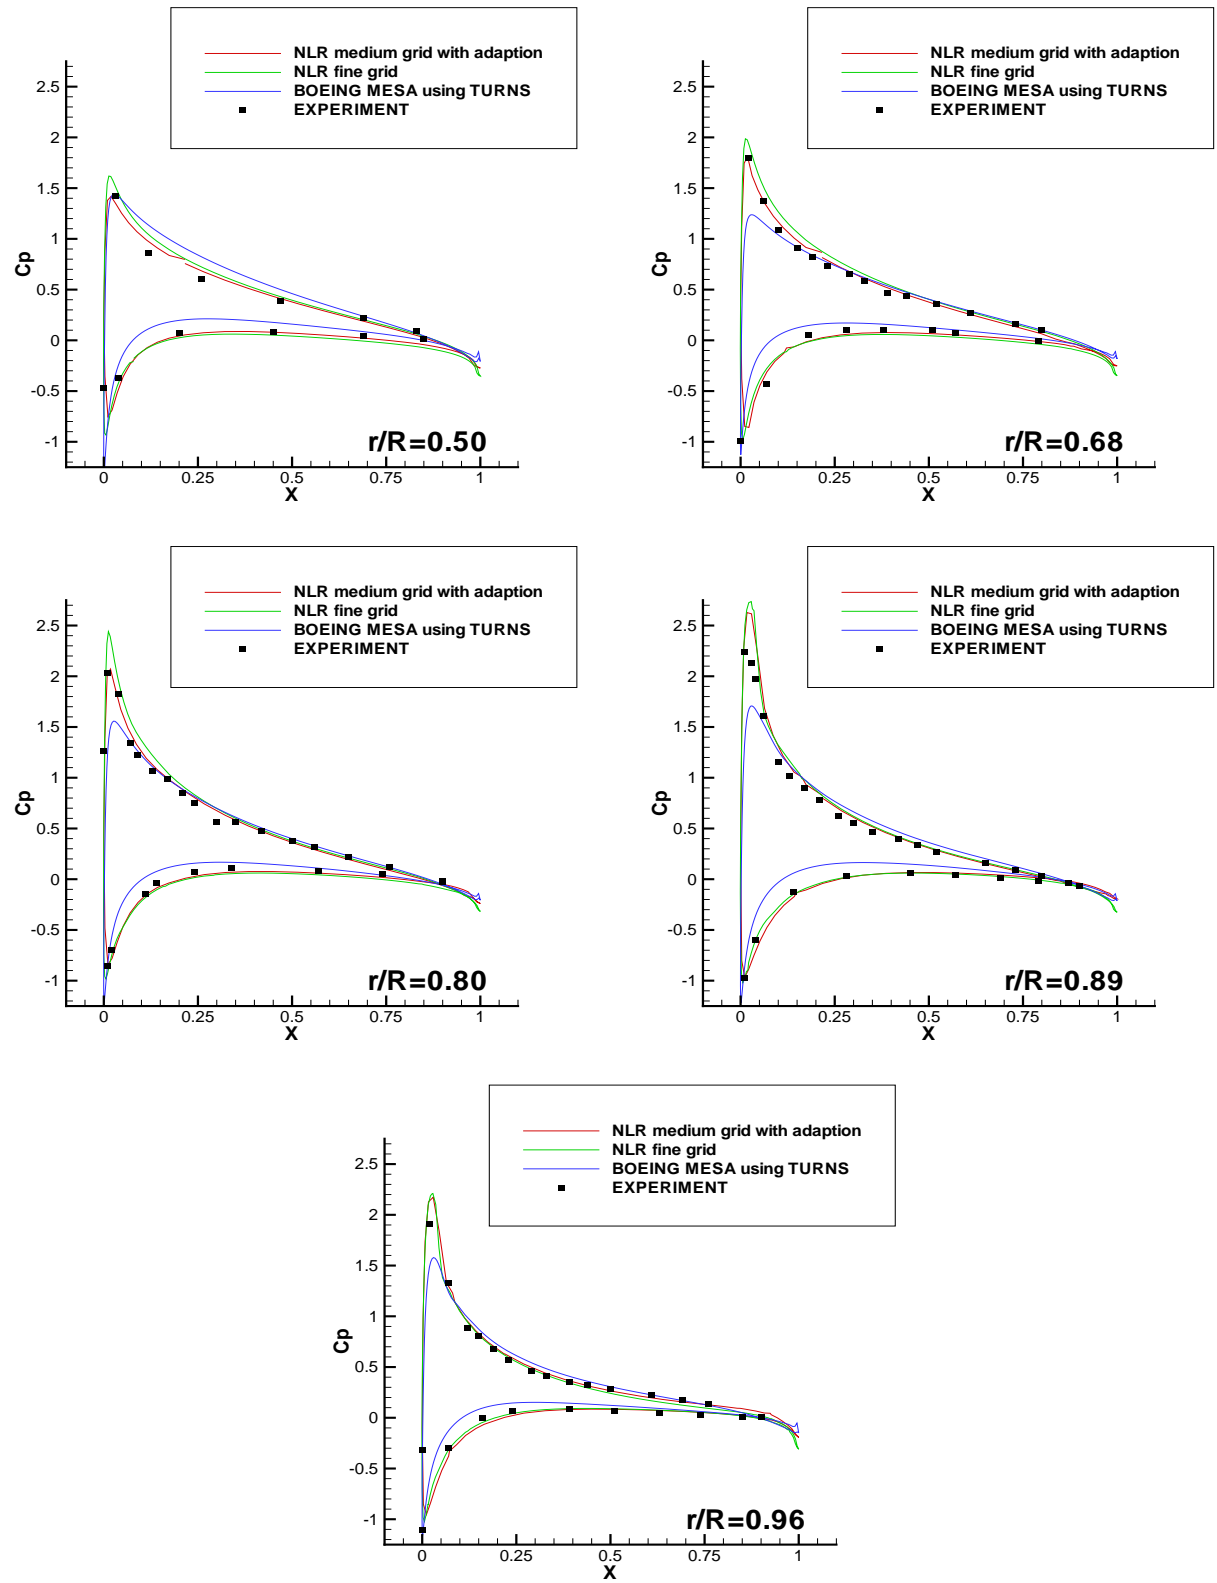 NLR medium grid with adaption
NLR fine grid
BOEING MESA using TURNS
EXPERIMENT
2.5
2
1.5
1
0.5
0
-0.5
-1
Cp
r/R=0.50
0 0.25 0.5 0.75 1
X
NLR medium grid with adaption
NLR fine grid
BOEING MESA using TURNS
EXPERIMENT
2.5
2
1.5
1
0.5
0
-0.5
-1
Cp
r/R=0.68
0 0.25 0.5 0.75 1
X
NLR medium grid with adaption
NLR fine grid
BOEING MESA using TURNS
EXPERIMENT
2.5
2
1.5
1
0.5
0
-0.5
-1
Cp
r/R=0.80
0 0.25 0.5 0.75 1
X
NLR medium grid with adaption
NLR fine grid
BOEING MESA using TURNS
EXPERIMENT
2.5
2
1.5
1
0.5
0
-0.5
-1
Cp
r/R=0.89
0 0.25 0.5 0.75 1
X
NLR medium grid with adaption
NLR fine grid
BOEING MESA using TURNS
EXPERIMENT
2.5
2
1.5
1
0.5
0
-0.5
-1
Cp
r/R=0.96
0 0.25 0.5 0.75 1
X